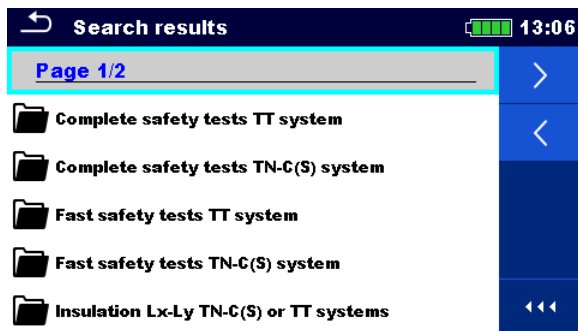 Search results
13:06
Page 1/2
Complete safety tests TT system
Complete safety tests TN-C(S) system
Fast safety tests TT system
Fast safety tests TN-C(S) system
Insulation Lx-Ly TN-C(S) or TT systems